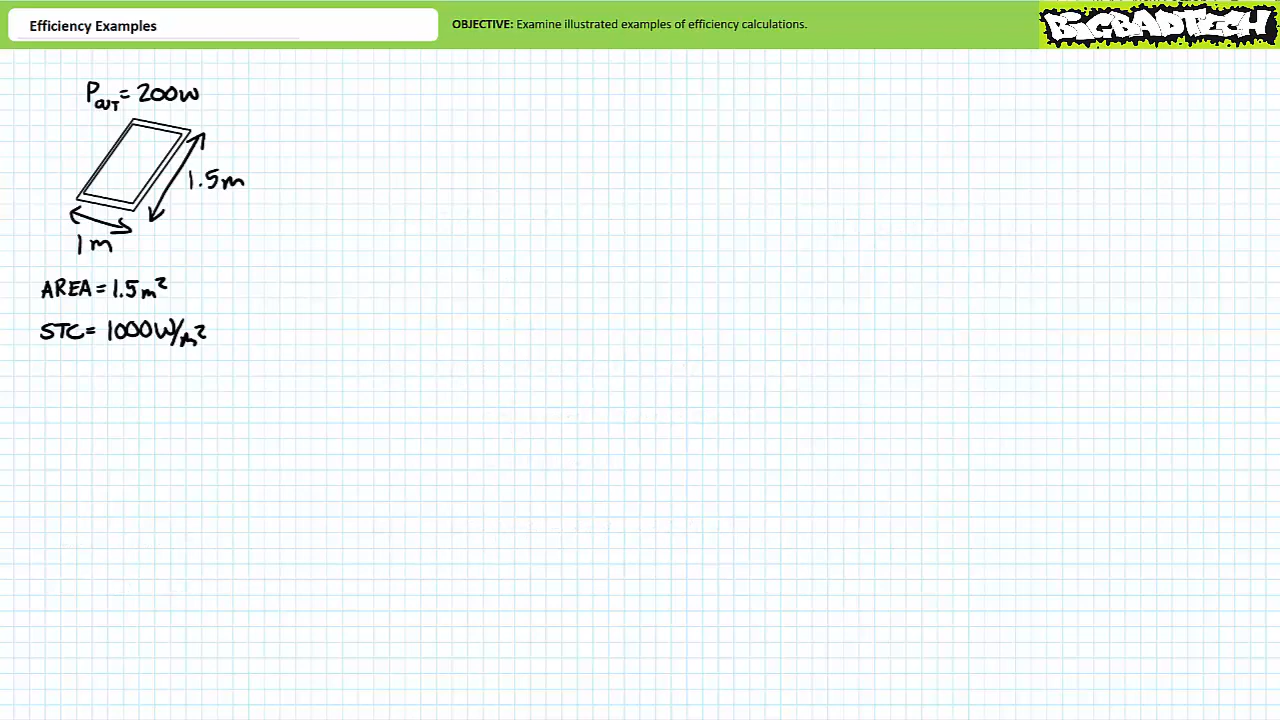 Efficiency Examples
OBJECTIVE: Examine illustrated examples of efficiency calculations.
BIGBADTECH
POUT = 200W
1.5m
1m
AREA = 1.5m²
STC = 1000W/m²